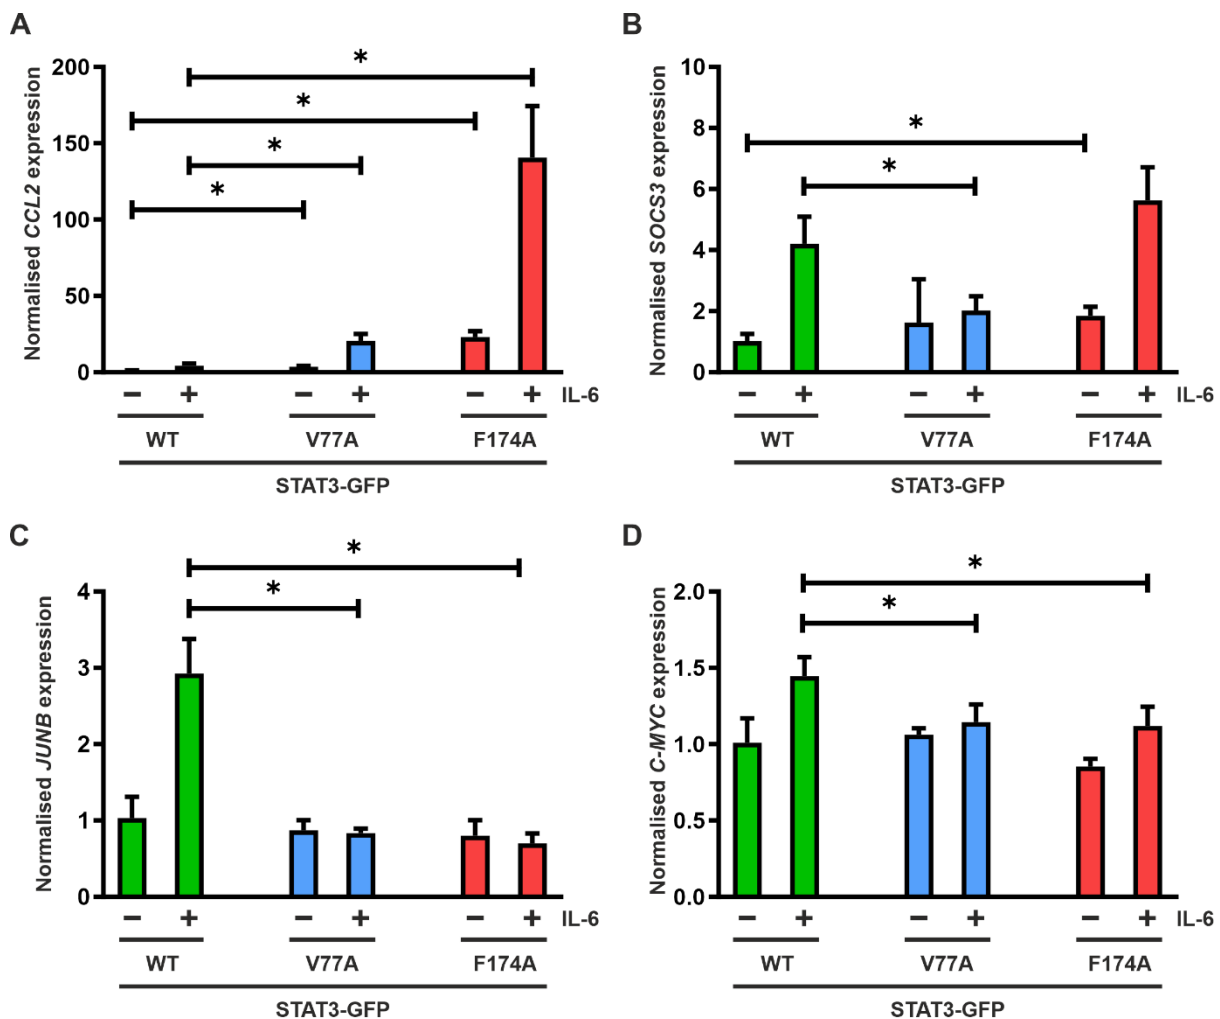 A
Normalised CCL2 expression
200
150
100
50
0
*
*
*
*
− + − + − + IL-6
WT V77A F174A
STAT3-GFP
B
Normalised SOCS3 expression
10
8
6
4
2
0
*
*
− + − + − + IL-6
WT V77A F174A
STAT3-GFP
C
Normalised JUNB expression
4
3
2
1
0
*
*
− + − + − + IL-6
WT V77A F174A
STAT3-GFP
D
Normalised C-MYC expression
2.0
1.5
1.0
0.5
0.0
*
*
− + − + − + IL-6
WT V77A F174A
STAT3-GFP